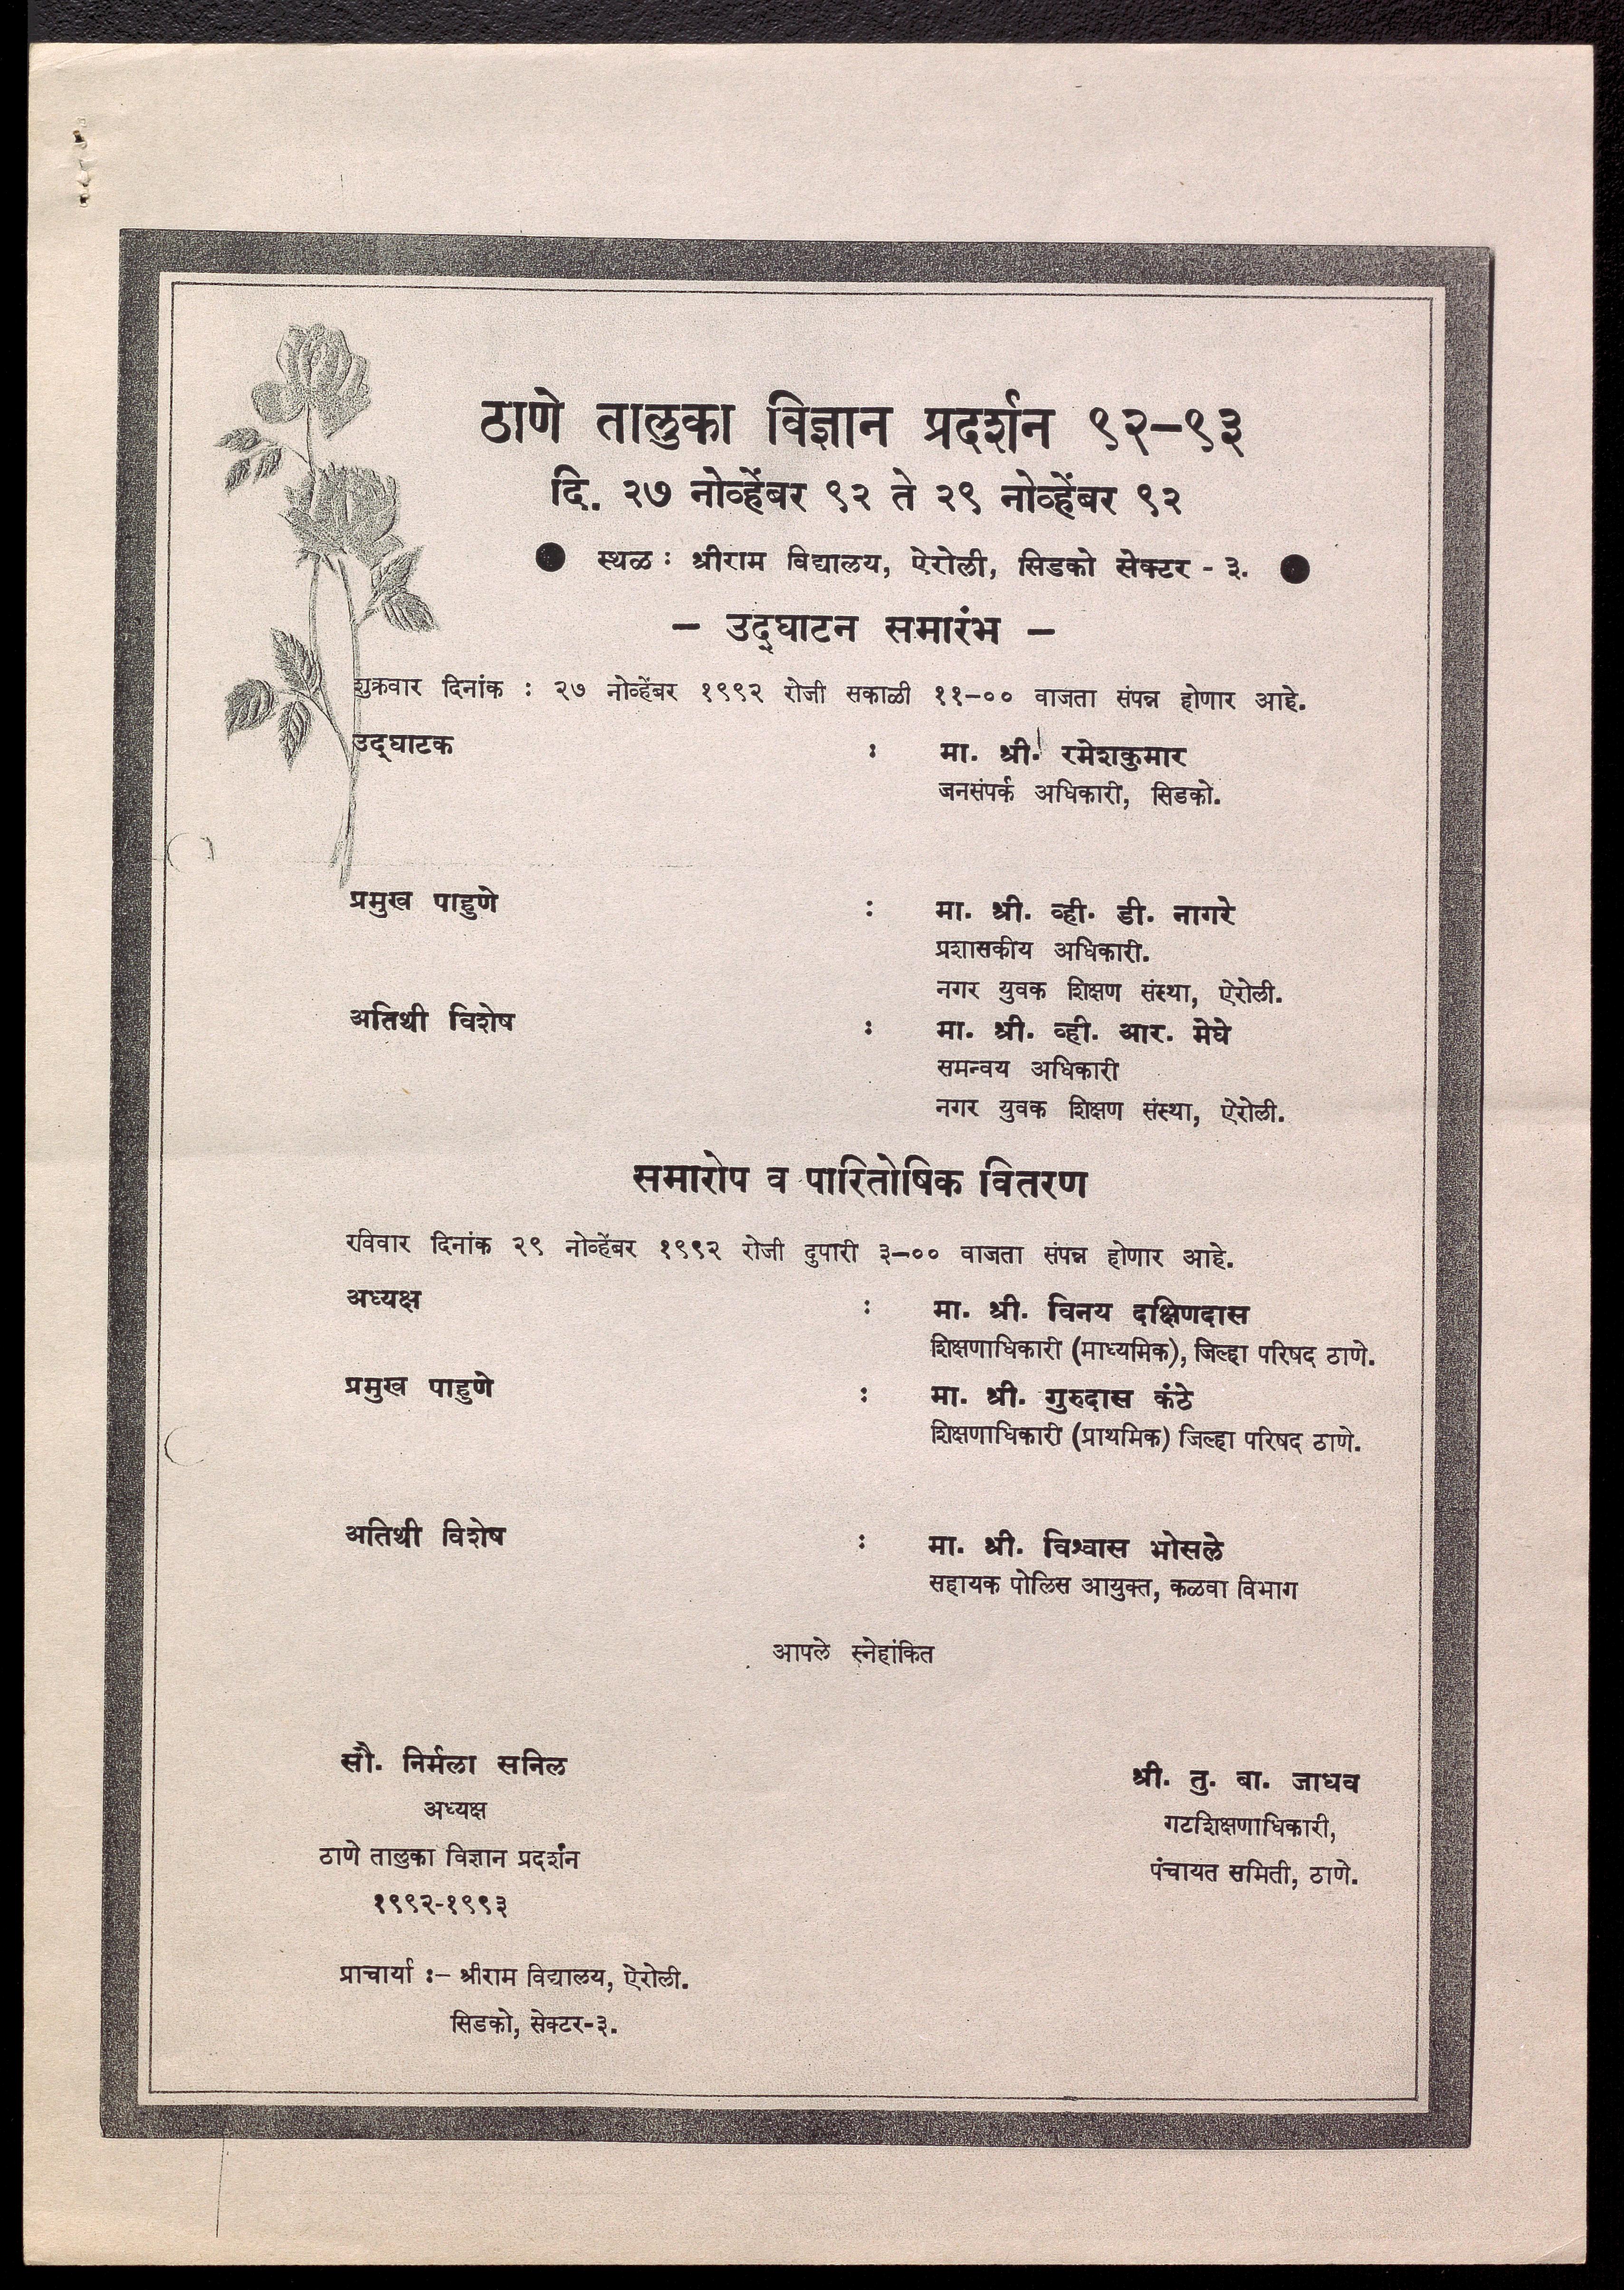 ठाणे तालुका विज्ञान प्रदर्शन ९२–९३
दि. २७ नोव्हेंबर ९२ ते २९ नोव्हेंबर ९२
● स्थळ : श्रीराम विद्यालय, ऐरोली, सिडको सेक्टर - ३. ●
– उद्‌घाटन समारंभ –
शुक्रवार दिनांक : २७ नोव्हेंबर १९९२ रोजी सकाळी ११–०० वाजता संपन्न होणार आहे.
उद्‌घाटक : मा. श्री. रमेशकुमार
जनसंपर्क अधिकारी, सिडको.
प्रमुख पाहुणे : मा. श्री. व्ही. डी. नागरे
प्रशासकीय अधिकारी.
नगर युवक शिक्षण संस्था, ऐरोली.
अतिथी विशेष : मा. श्री. व्ही. आर. मेघे
समन्वय अधिकारी
नगर युवक शिक्षण संस्था, ऐरोली.
समारोप व पारितोषिक वितरण
रविवार दिनांक २९ नोव्हेंबर १९९२ रोजी दुपारी ३–०० वाजता संपन्न होणार आहे.
अध्यक्ष : मा. श्री. विनय दक्षिणदास
शिक्षणाधिकारी (माध्यमिक), जिल्हा परिषद ठाणे.
प्रमुख पाहुणे : मा. श्री. गुरुदास कंठे
शिक्षणाधिकारी (प्राथमिक) जिल्हा परिषद ठाणे.
अतिथी विशेष : मा. श्री. विश्वास भोसले
सहायक पोलिस आयुक्त, कळवा विभाग
आपले स्नेहांकित
सौ. निर्मला सनिल
अध्यक्ष
ठाणे तालुका विज्ञान प्रदर्शन
१९९२-१९९३
प्राचार्या :– श्रीराम विद्यालय, ऐरोली.
सिडको, सेक्टर-३.
श्री. तु. बा. जाधव
गटशिक्षणाधिकारी,
पंचायत समिती, ठाणे.